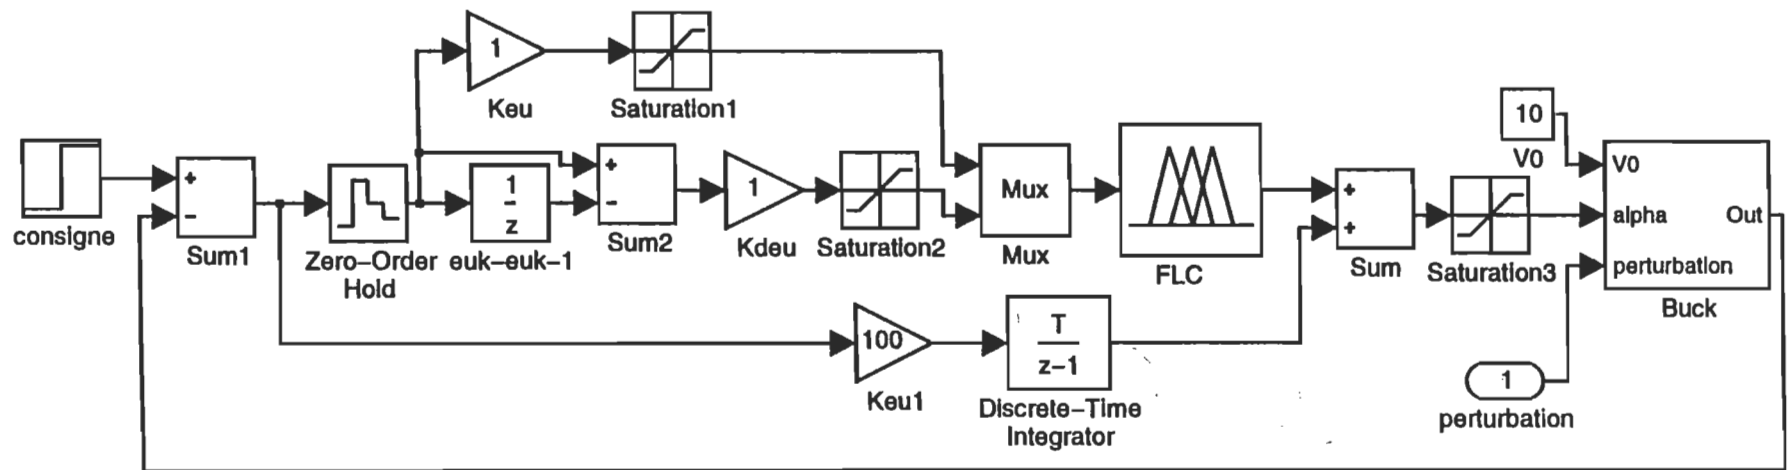 1
Keu
Saturation1
consigne
+
−
Sum1
Zero−Order
Hold
1
z
euk−euk−1
+
−
Sum2
1
Kdeu
Saturation2
Mux
Mux
FLC
100
Keu1
T
z−1
Discrete−Time
Integrator
+
+
Sum
Saturation3
10
V0
V0
alpha
perturbation
Out
Buck
1
perturbation